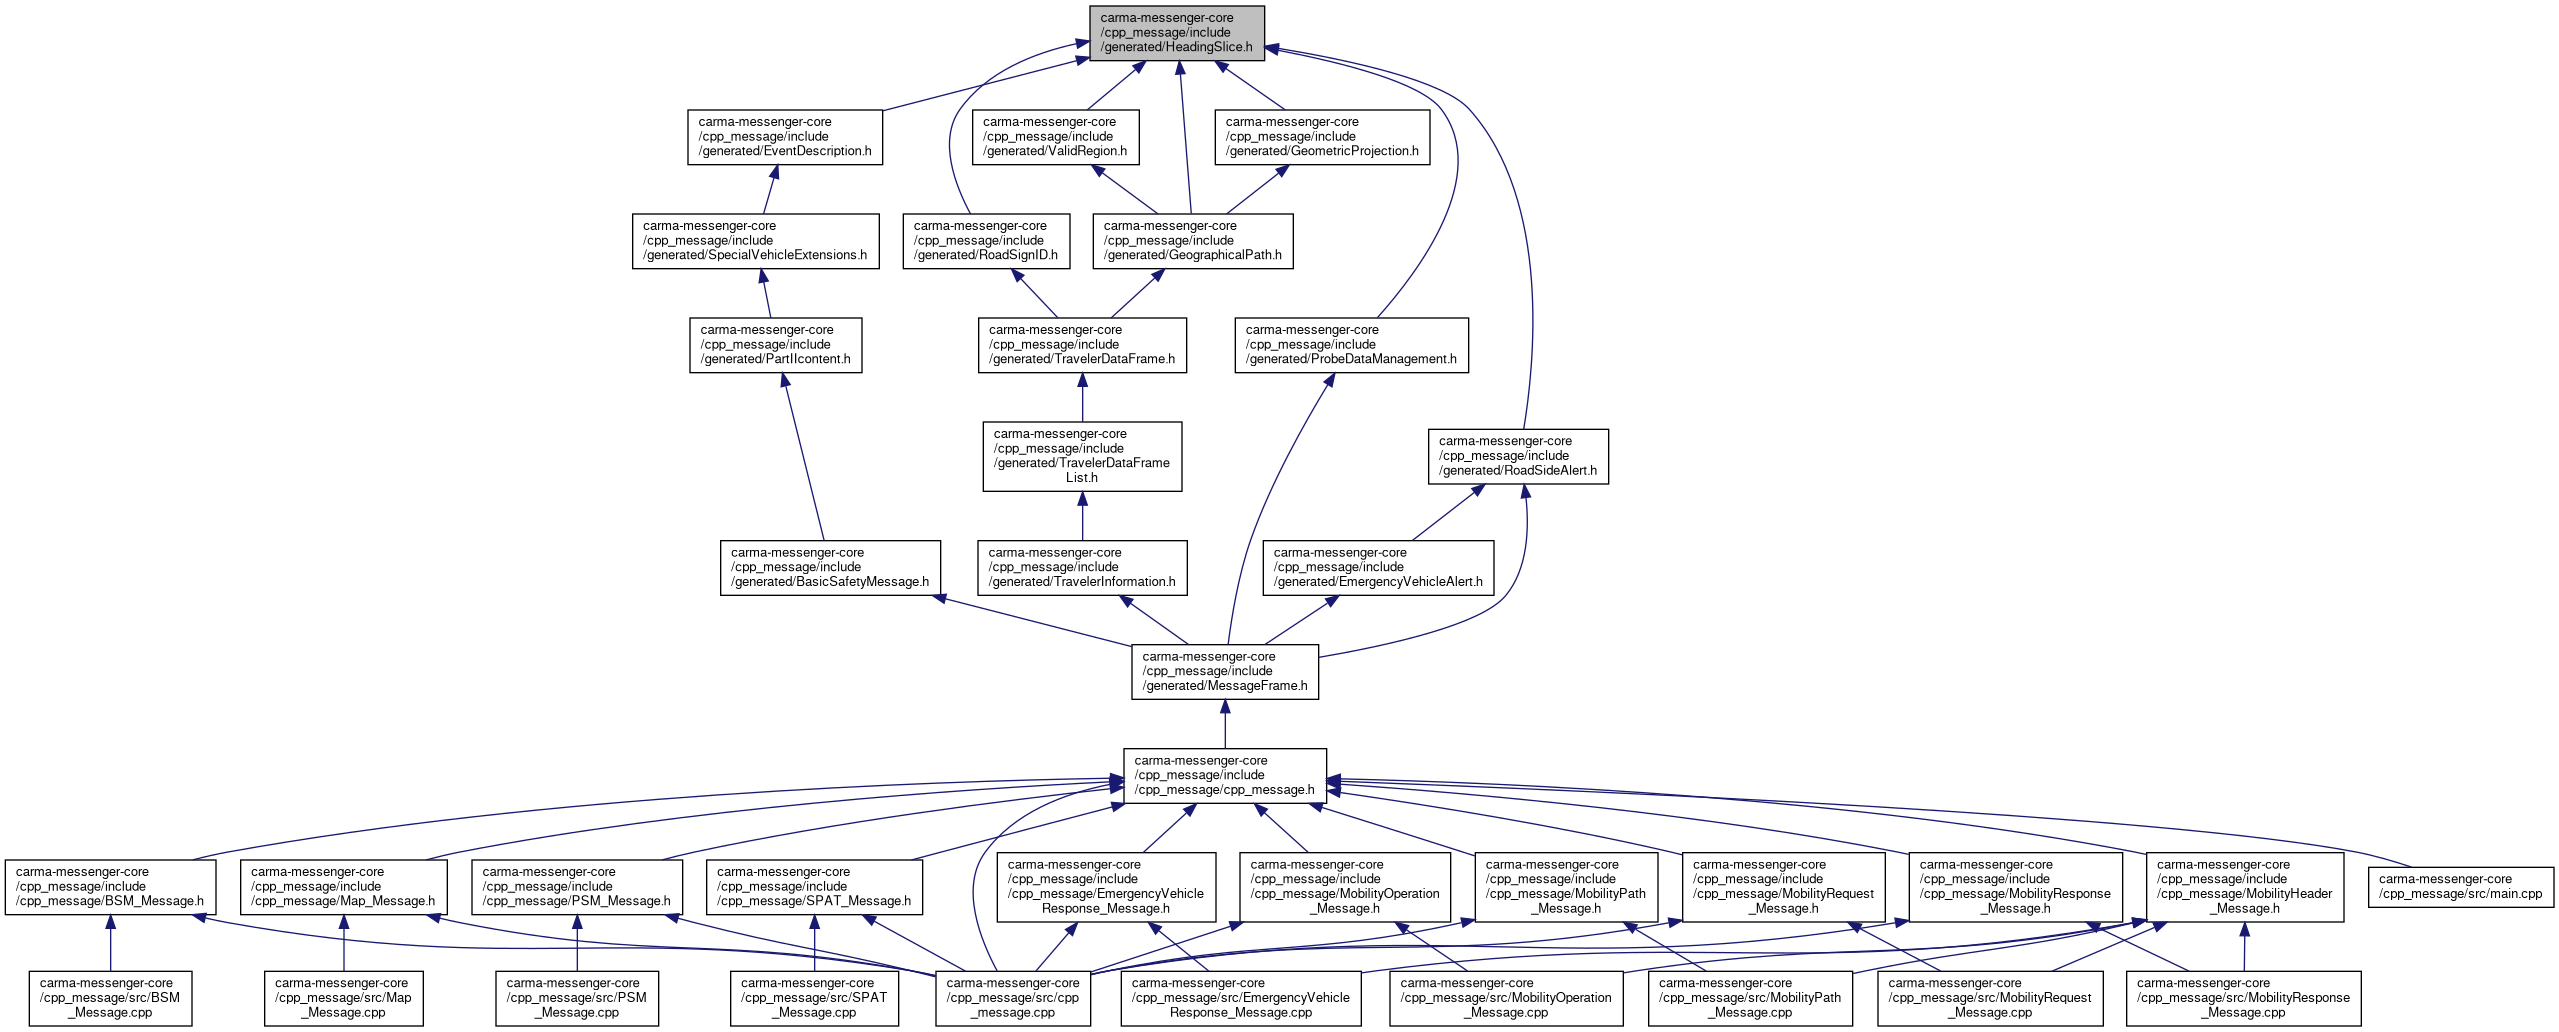 carma-messenger-core
/cpp_message/include
/generated/HeadingSlice.h
carma-messenger-core
/cpp_message/include
/generated/EventDescription.h
carma-messenger-core
/cpp_message/include
/generated/ValidRegion.h
carma-messenger-core
/cpp_message/include
/generated/GeometricProjection.h
carma-messenger-core
/cpp_message/include
/generated/SpecialVehicleExtensions.h
carma-messenger-core
/cpp_message/include
/generated/RoadSignID.h
carma-messenger-core
/cpp_message/include
/generated/GeographicalPath.h
carma-messenger-core
/cpp_message/include
/generated/PartIIcontent.h
carma-messenger-core
/cpp_message/include
/generated/TravelerDataFrame.h
carma-messenger-core
/cpp_message/include
/generated/ProbeDataManagement.h
carma-messenger-core
/cpp_message/include
/generated/TravelerDataFrame
List.h
carma-messenger-core
/cpp_message/include
/generated/RoadSideAlert.h
carma-messenger-core
/cpp_message/include
/generated/BasicSafetyMessage.h
carma-messenger-core
/cpp_message/include
/generated/TravelerInformation.h
carma-messenger-core
/cpp_message/include
/generated/EmergencyVehicleAlert.h
carma-messenger-core
/cpp_message/include
/generated/MessageFrame.h
carma-messenger-core
/cpp_message/include
/cpp_message/cpp_message.h
carma-messenger-core
/cpp_message/include
/cpp_message/BSM_Message.h
carma-messenger-core
/cpp_message/include
/cpp_message/Map_Message.h
carma-messenger-core
/cpp_message/include
/cpp_message/PSM_Message.h
carma-messenger-core
/cpp_message/include
/cpp_message/SPAT_Message.h
carma-messenger-core
/cpp_message/include
/cpp_message/EmergencyVehicle
Response_Message.h
carma-messenger-core
/cpp_message/include
/cpp_message/MobilityOperation
_Message.h
carma-messenger-core
/cpp_message/include
/cpp_message/MobilityPath
_Message.h
carma-messenger-core
/cpp_message/include
/cpp_message/MobilityRequest
_Message.h
carma-messenger-core
/cpp_message/include
/cpp_message/MobilityResponse
_Message.h
carma-messenger-core
/cpp_message/include
/cpp_message/MobilityHeader
_Message.h
carma-messenger-core
/cpp_message/src/main.cpp
carma-messenger-core
/cpp_message/src/BSM
_Message.cpp
carma-messenger-core
/cpp_message/src/Map
_Message.cpp
carma-messenger-core
/cpp_message/src/PSM
_Message.cpp
carma-messenger-core
/cpp_message/src/SPAT
_Message.cpp
carma-messenger-core
/cpp_message/src/cpp
_message.cpp
carma-messenger-core
/cpp_message/src/EmergencyVehicle
Response_Message.cpp
carma-messenger-core
/cpp_message/src/MobilityOperation
_Message.cpp
carma-messenger-core
/cpp_message/src/MobilityPath
_Message.cpp
carma-messenger-core
/cpp_message/src/MobilityRequest
_Message.cpp
carma-messenger-core
/cpp_message/src/MobilityResponse
_Message.cpp